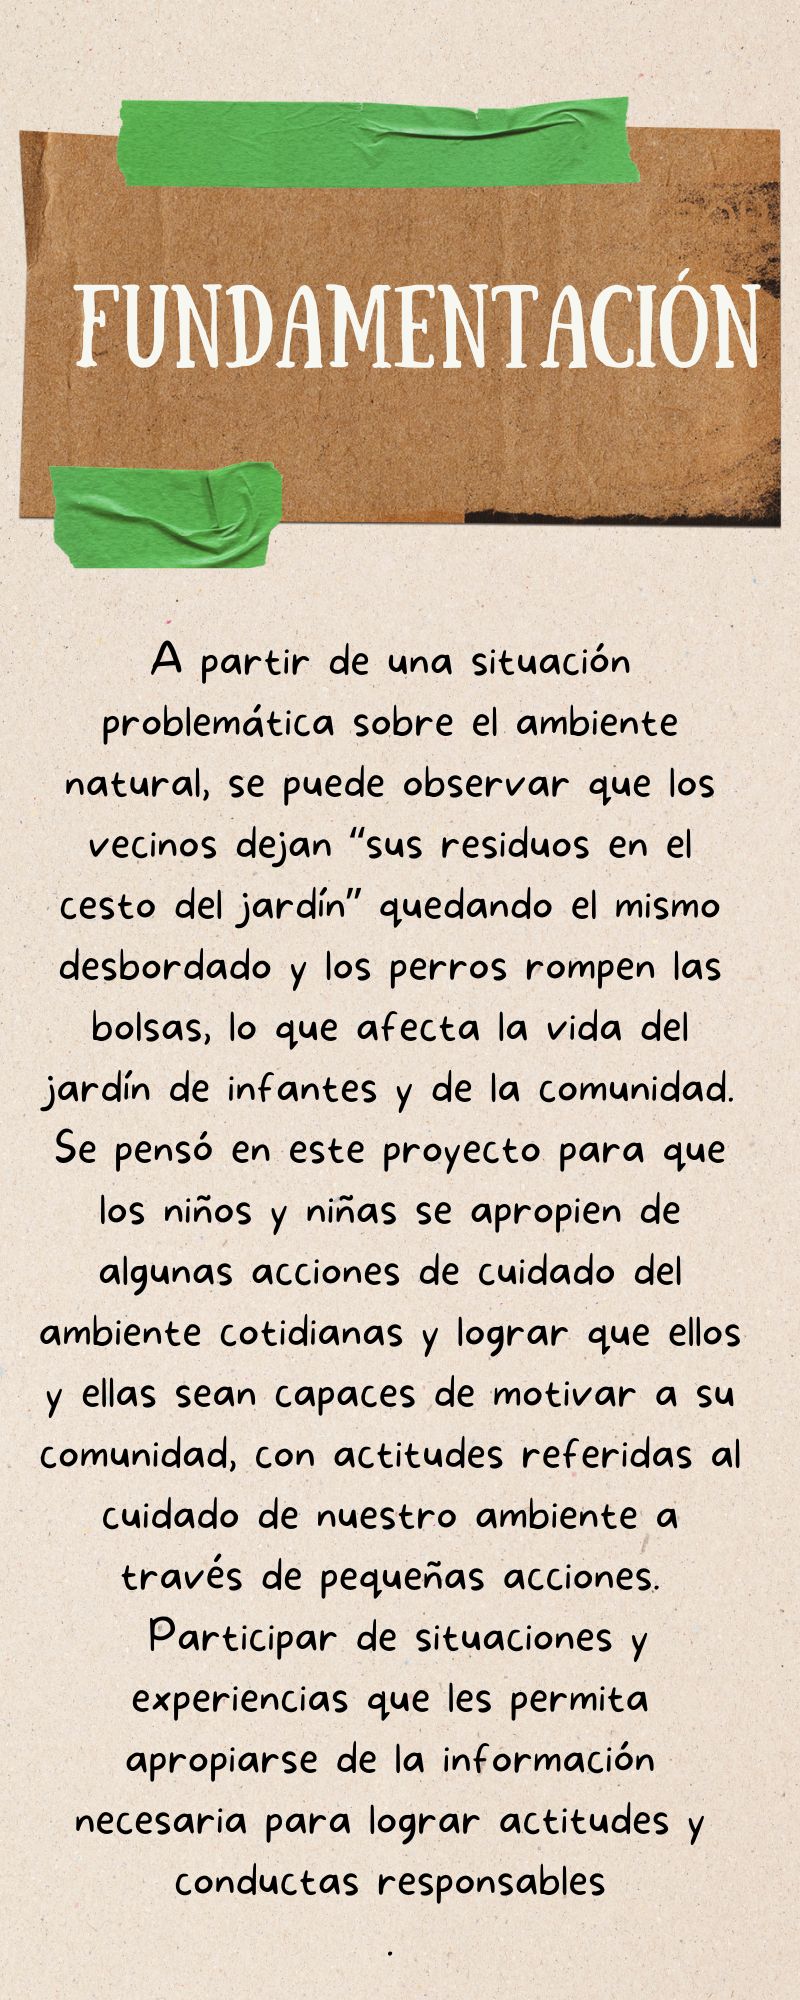 FUNDAMENTACIÓN
A partir de una situación
problemática sobre el ambiente
natural, se puede observar que los
vecinos dejan “sus residuos en el
cesto del jardín” quedando el mismo
desbordado y los perros rompen las
bolsas, lo que afecta la vida del
jardín de infantes y de la comunidad.
Se pensó en este proyecto para que
los niños y niñas se apropien de
algunas acciones de cuidado del
ambiente cotidianas y lograr que ellos
y ellas sean capaces de motivar a su
comunidad, con actitudes referidas al
cuidado de nuestro ambiente a
través de pequeñas acciones.
Participar de situaciones y
experiencias que les permita
apropiarse de la información
necesaria para lograr actitudes y
conductas responsables
.